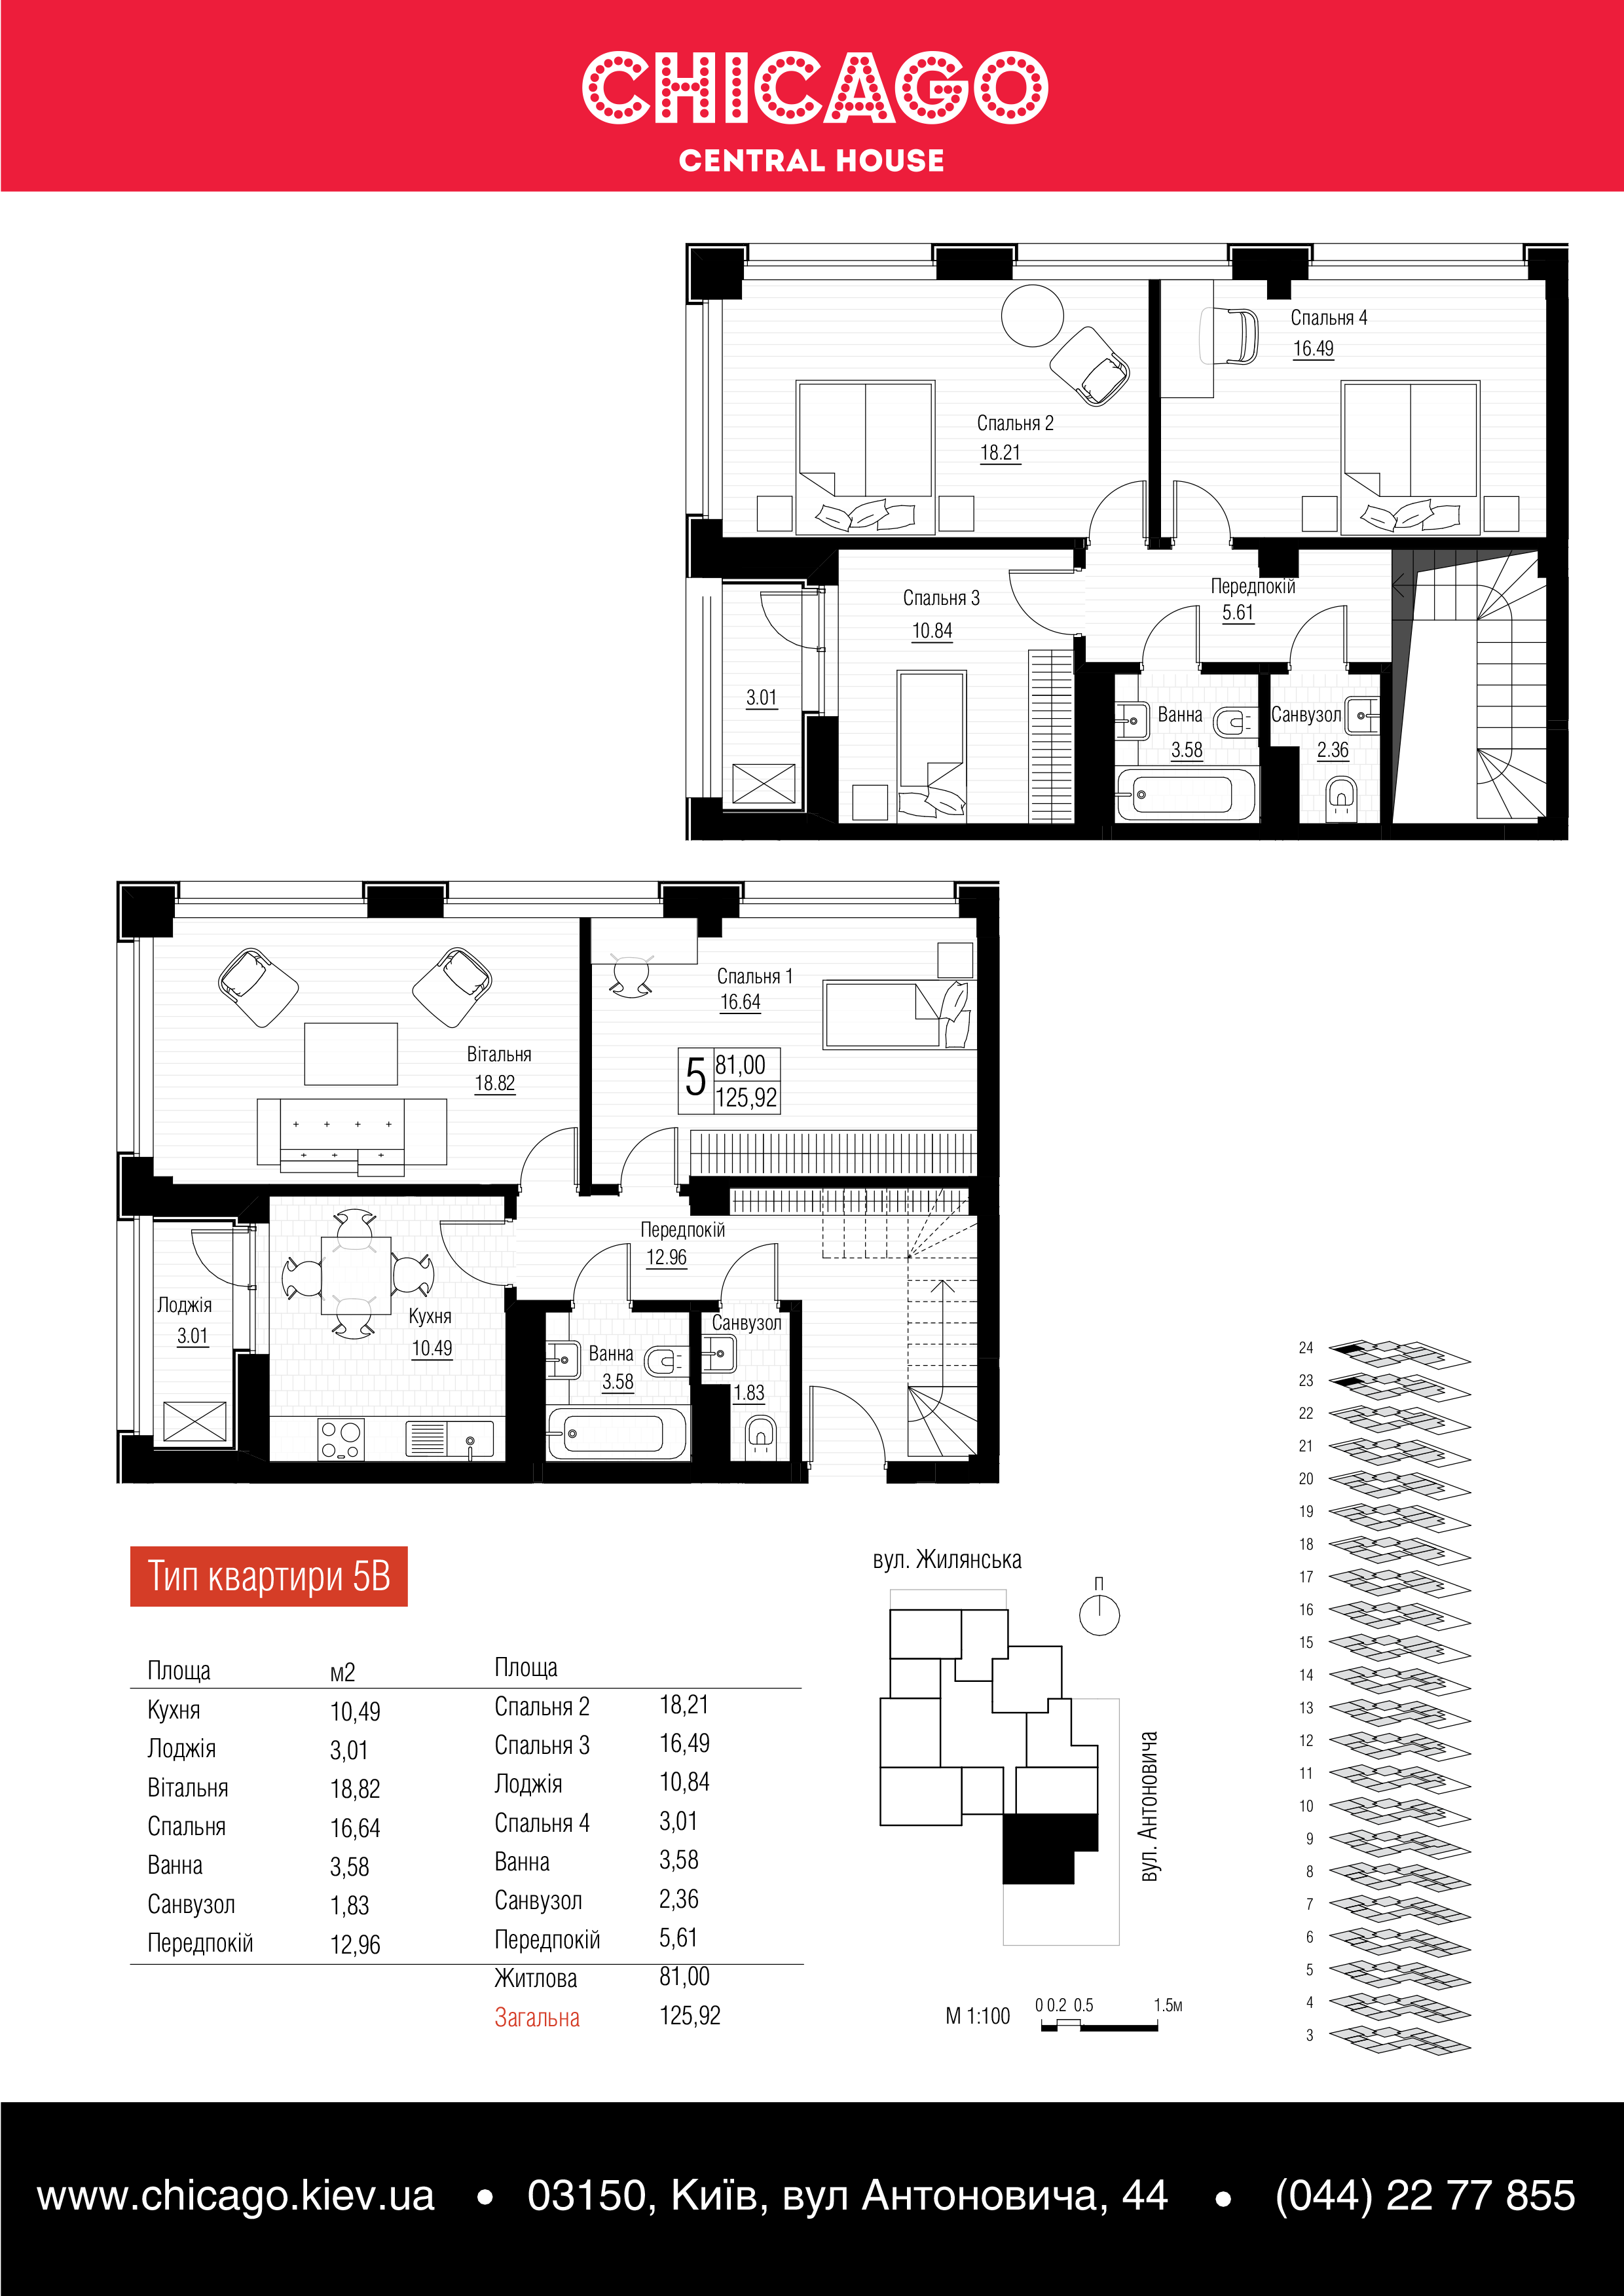 CHICAGO
CENTRAL HOUSE
Спальня 4
16.49
Спальня 2
18.21
Передпокій
5.61
Спальня 3
10.84
3.01
Ванна
3.58
Санвузол
2.36
Спальня 1
16.64
Вітальня
18.82
5
81,00
125,92
Передпокій
12.96
Лоджія
3.01
Кухня
10.49
Ванна
3.58
Санвузол
1.83
Тип квартири 5В
Площа м2
Кухня 10,49
Лоджія 3,01
Вітальня 18,82
Спальня 16,64
Ванна 3,58
Санвузол 1,83
Передпокій 12,96
Площа
Спальня 2 18,21
Спальня 3 16,49
Лоджія 10,84
Спальня 4 3,01
Ванна 3,58
Санвузол 2,36
Передпокій 5,61
Житлова 81,00
Загальна 125,92
вул. Жилянська
П
вул. Антоновича
М 1:100
0 0.2 0.5 1.5м
24
23
22
21
20
19
18
17
16
15
14
13
12
11
10
9
8
7
6
5
4
3
www.chicago.kiev.ua • 03150, Київ, вул Антоновича, 44 • (044) 22 77 855